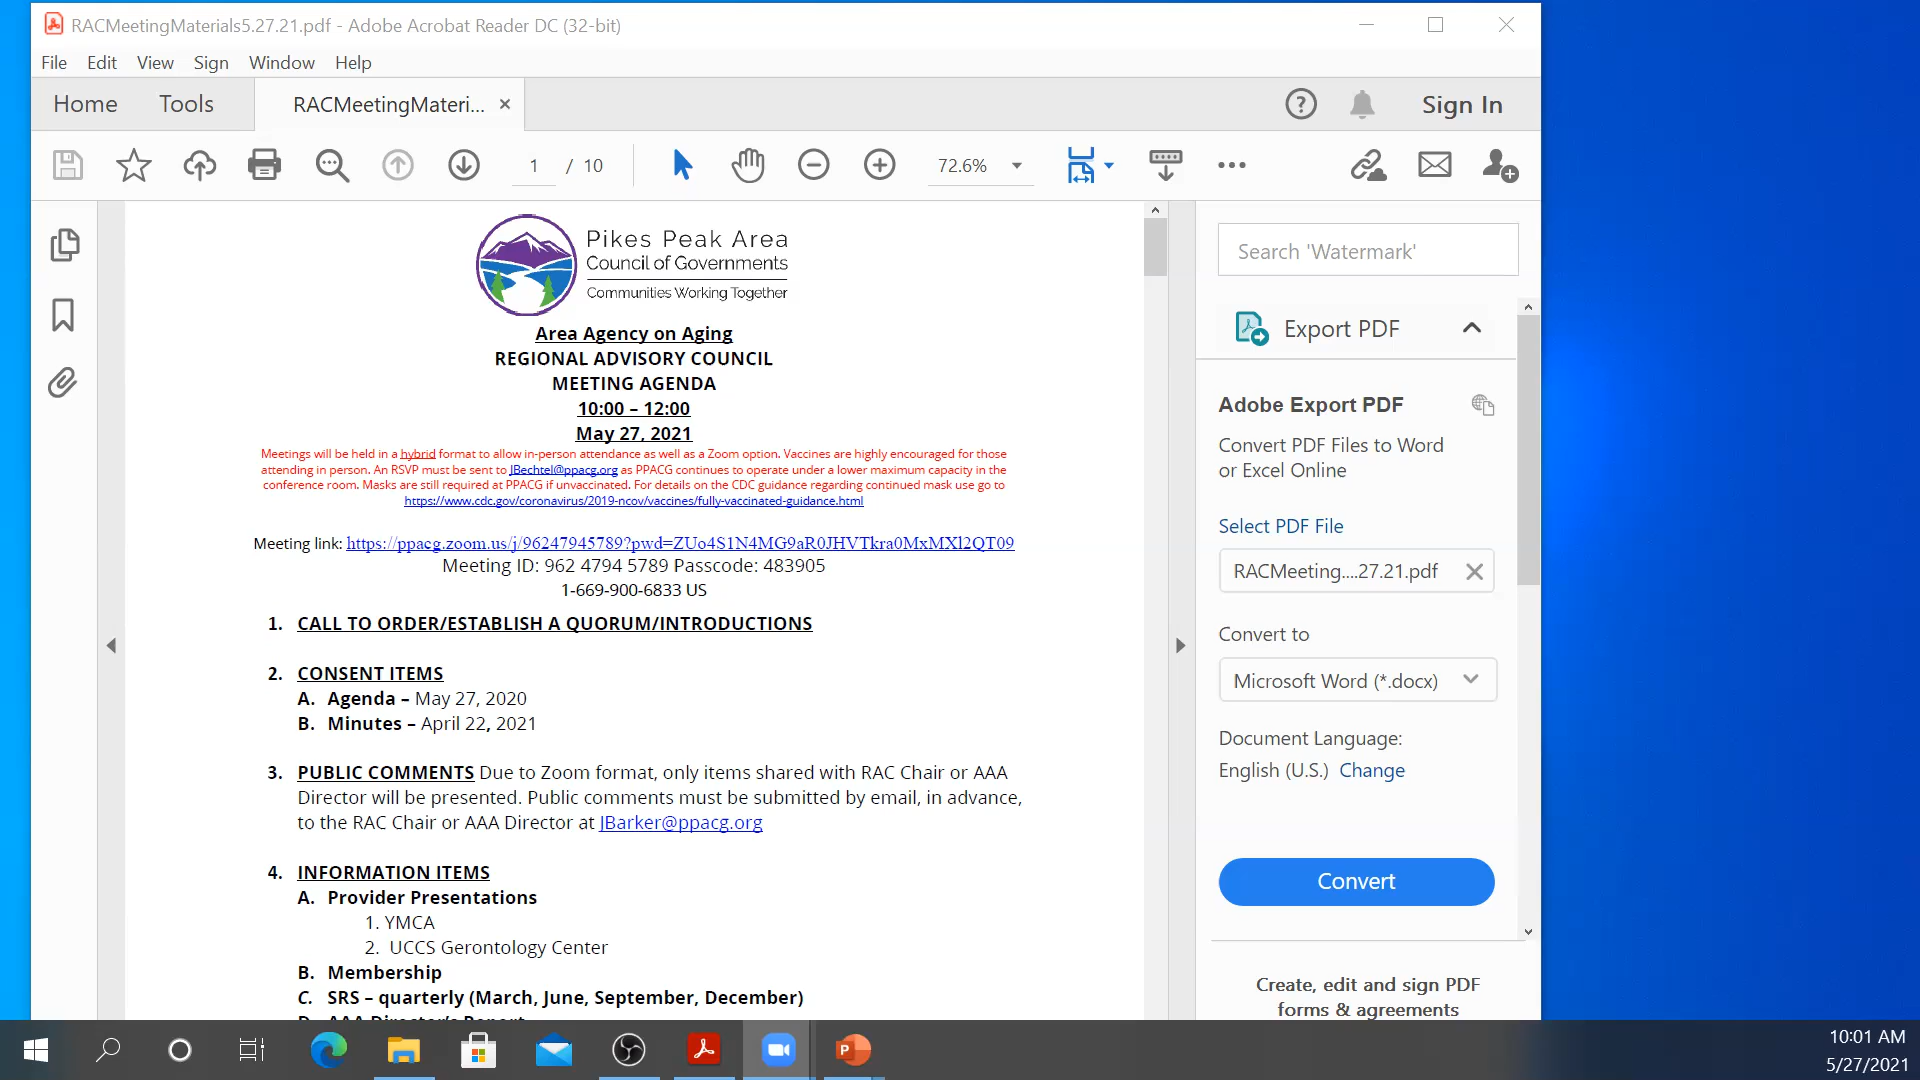 RACMeetingMaterials5.27.21.pdf - Adobe Acrobat Reader DC (32-bit)
File Edit View Sign Window Help
Home Tools RACMeetingMateri... × Sign In
1 / 10 72.6%
Pikes Peak Area
Council of Governments
Communities Working Together
Area Agency on Aging
REGIONAL ADVISORY COUNCIL
MEETING AGENDA
10:00 – 12:00
May 27, 2021
Meetings will be held in a hybrid format to allow in-person attendance as well as a Zoom option. Vaccines are highly encouraged for those
attending in person. An RSVP must be sent to JBechtel@ppacg.org as PPACG continues to operate under a lower maximum capacity in the
conference room. Masks are still required at PPACG if unvaccinated. For details on the CDC guidance regarding continued mask use go to
https://www.cdc.gov/coronavirus/2019-ncov/vaccines/fully-vaccinated-guidance.html
Meeting link: https://ppacg.zoom.us/j/96247945789?pwd=ZUo4S1N4MG9aR0JHVTkra0MxMXl2QT09
Meeting ID: 962 4794 5789 Passcode: 483905
1-669-900-6833 US
1. CALL TO ORDER/ESTABLISH A QUORUM/INTRODUCTIONS
2. CONSENT ITEMS
A. Agenda – May 27, 2020
B. Minutes – April 22, 2021
3. PUBLIC COMMENTS Due to Zoom format, only items shared with RAC Chair or AAA
Director will be presented. Public comments must be submitted by email, in advance,
to the RAC Chair or AAA Director at JBarker@ppacg.org
4. INFORMATION ITEMS
A. Provider Presentations
1. YMCA
2. UCCS Gerontology Center
B. Membership
C. SRS – quarterly (March, June, September, December)
D. AAA Director's Report
Search 'Watermark'
Export PDF
Adobe Export PDF
Convert PDF Files to Word
or Excel Online
Select PDF File
RACMeeting....27.21.pdf
Convert to
Microsoft Word (*.docx)
Document Language:
English (U.S.) Change
Convert
Create, edit and sign PDF
forms & agreements
10:01 AM
5/27/2021